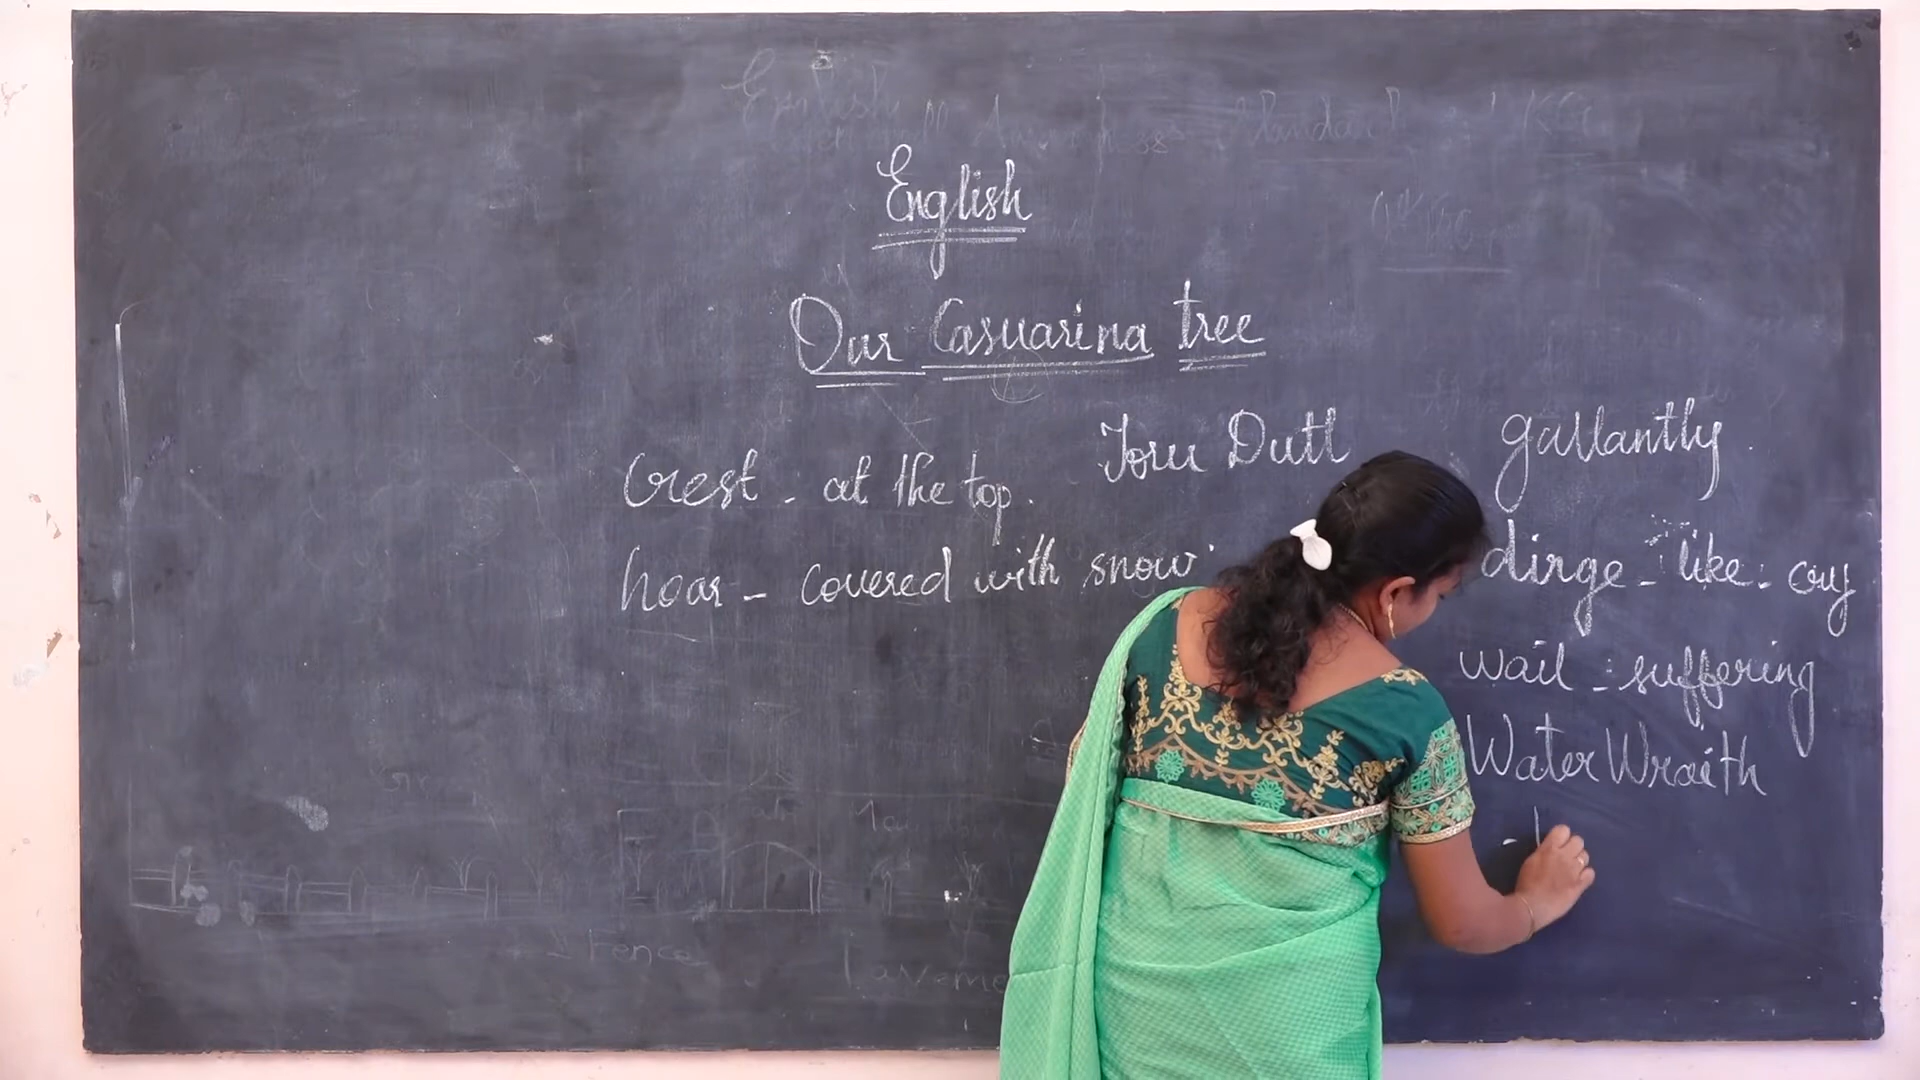 English
Our Casuarina tree
Toru Dutt
Crest - at the top.
hoar - covered with snow
gallantly
dirge - like - cry
wail - suffering
Water Wraith
Fence